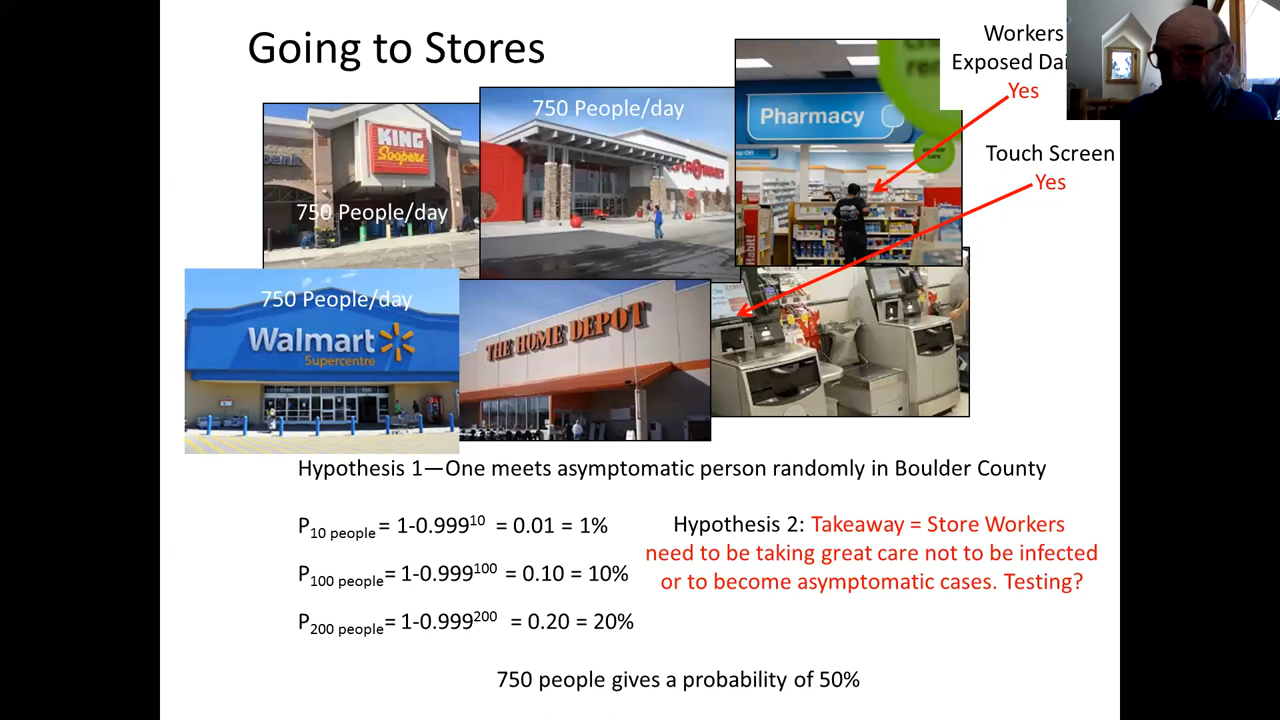 Going to Stores
Workers
Exposed
Yes
Touch Screen
Yes
KING
Soopers
750 People/day
750 People/day
Pharmacy
750 People/day
Walmart
Supercentre
THE HOME DEPOT
Hypothesis 1—One meets asymptomatic person randomly in Boulder County
P10 people = 1-0.999^10 = 0.01 = 1%
P100 people = 1-0.999^100 = 0.10 = 10%
P200 people = 1-0.999^200 = 0.20 = 20%
Hypothesis 2: Takeaway = Store Workers
need to be taking great care not to be infected
or to become asymptomatic cases. Testing?
750 people gives a probability of 50%